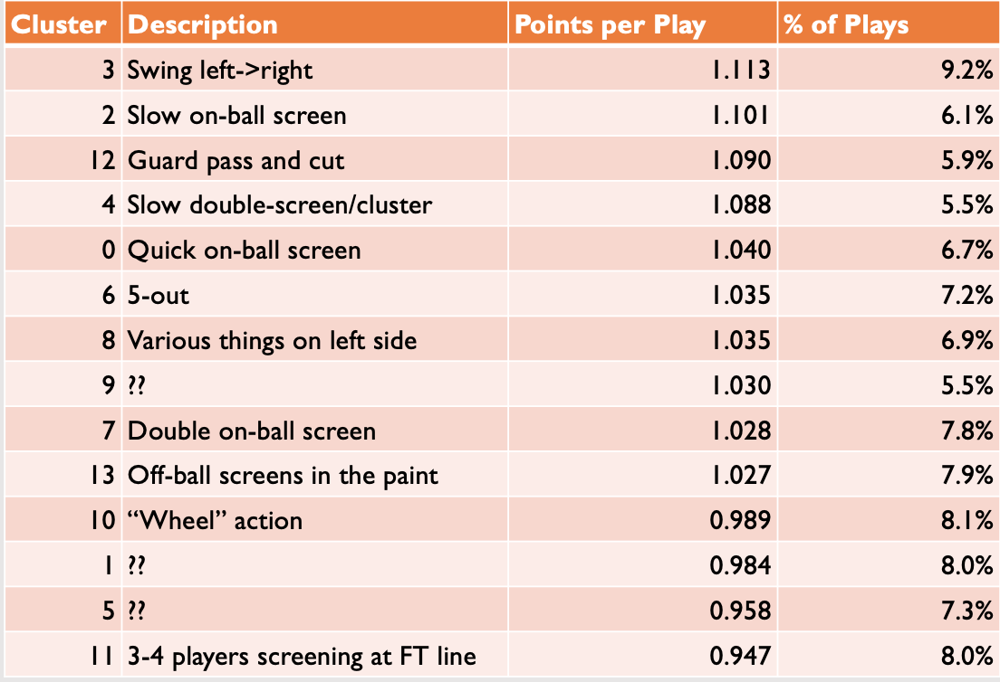 Cluster Description Points per Play % of Plays
3 Swing left->right 1.113 9.2%
2 Slow on-ball screen 1.101 6.1%
12 Guard pass and cut 1.090 5.9%
4 Slow double-screen/cluster 1.088 5.5%
0 Quick on-ball screen 1.040 6.7%
6 5-out 1.035 7.2%
8 Various things on left side 1.035 6.9%
9 ?? 1.030 5.5%
7 Double on-ball screen 1.028 7.8%
13 Off-ball screens in the paint 1.027 7.9%
10 “Wheel” action 0.989 8.1%
1 ?? 0.984 8.0%
5 ?? 0.958 7.3%
11 3-4 players screening at FT line 0.947 8.0%